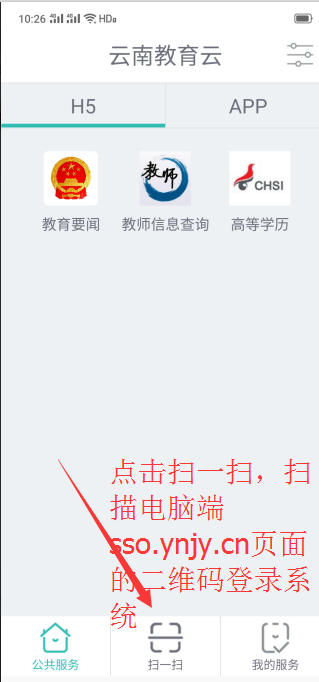 10:26 4G 4G HD
云南教育云
H5 APP
教师
CHSI
教育要闻 教师信息查询 高等学历
点击扫一扫，扫
描电脑端
sso.ynjy.cn页面
的二维码登录系
统
公共服务 扫一扫 我的服务